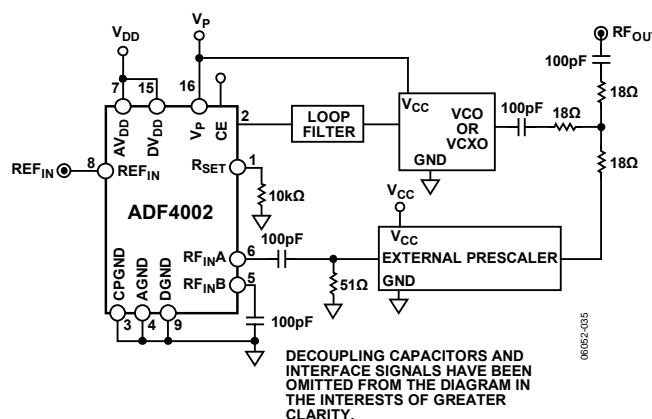 VDD
VP
RFOUT
100pF
7
15
16
18Ω
AVDD
DVDD
VP
CE
2
LOOP
FILTER
VCC
VCO
OR
VCXO
GND
100pF
18Ω
18Ω
REFIN
8
REFIN
RSET
1
10kΩ
ADF4002
VCC
VCC
EXTERNAL PRESCALER
GND
100pF
RFINA
6
RFINB
5
51Ω
CPGND
AGND
DGND
3
4
9
100pF
DECOUPLING CAPACITORS AND
INTERFACE SIGNALS HAVE BEEN
OMITTED FROM THE DIAGRAM IN
THE INTERESTS OF GREATER
CLARITY.
06052-035